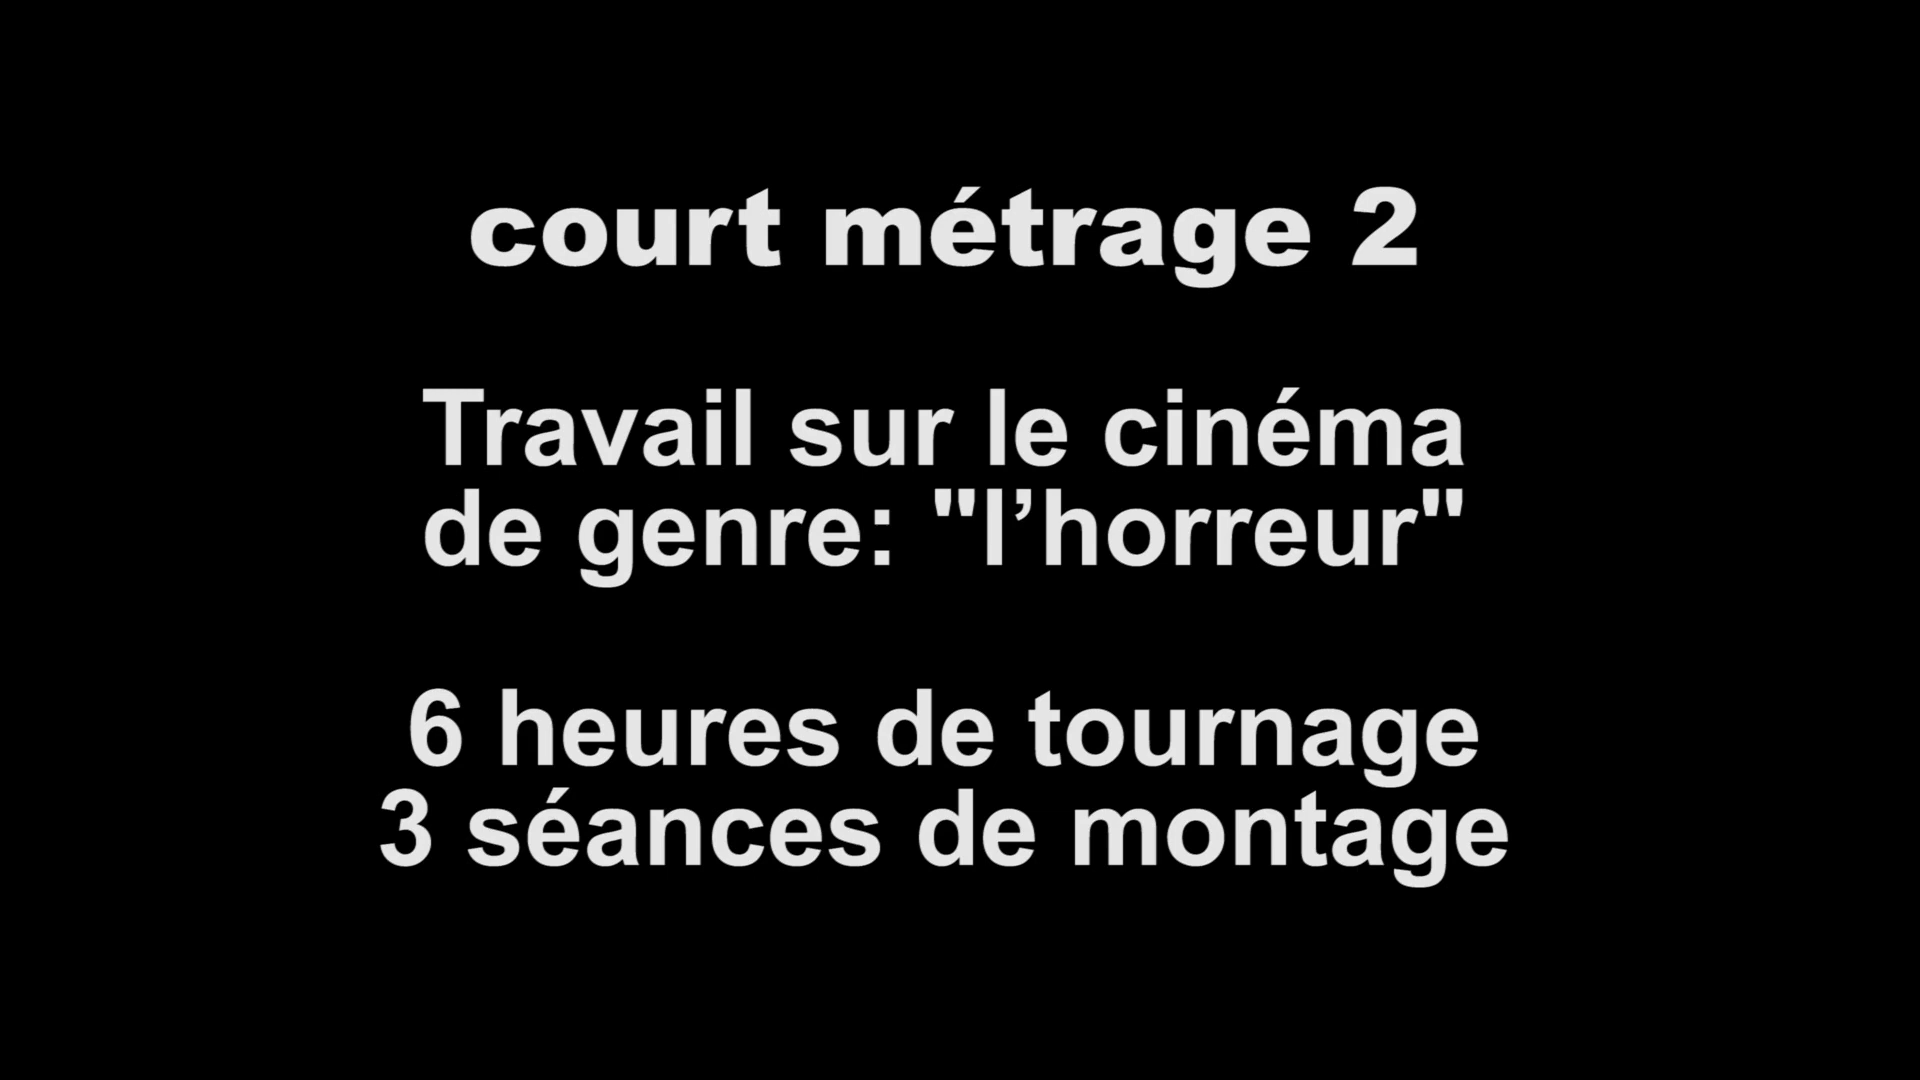 court métrage 2
Travail sur le cinéma
de genre: "l’horreur"
6 heures de tournage
3 séances de montage